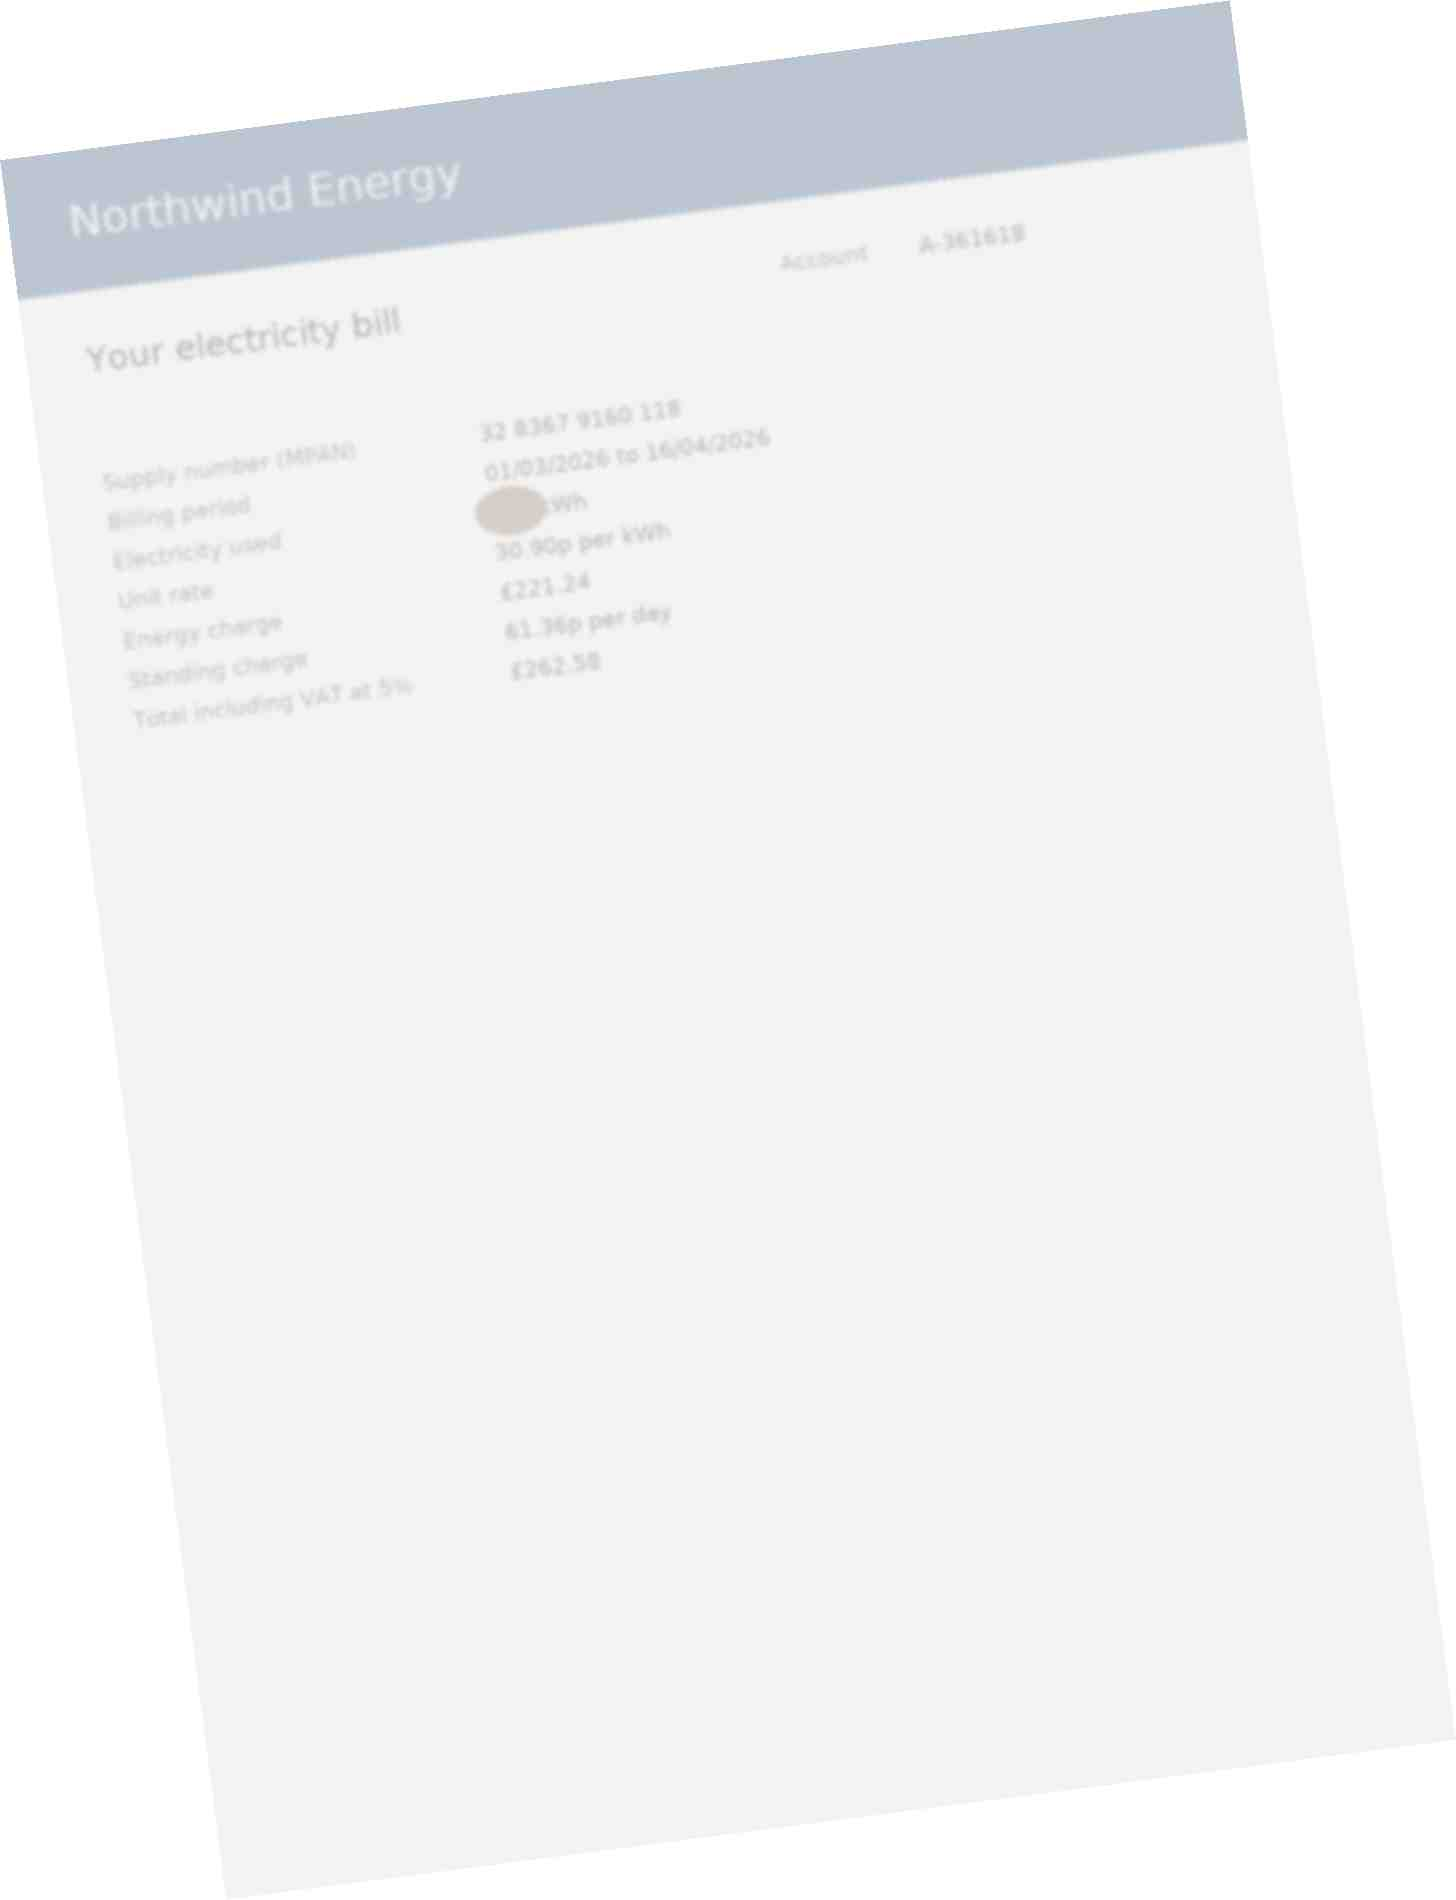 Northwind Energy
Account A-361618
Your electricity bill
Supply number (MPAN) 32 8367 9160 118
Billing period 01/03/2026 to 16/04/2026
Electricity used kWh
Unit rate 30.90p per kWh
Energy charge £221.24
Standing charge 61.36p per day
Total including VAT at 5% £262.58